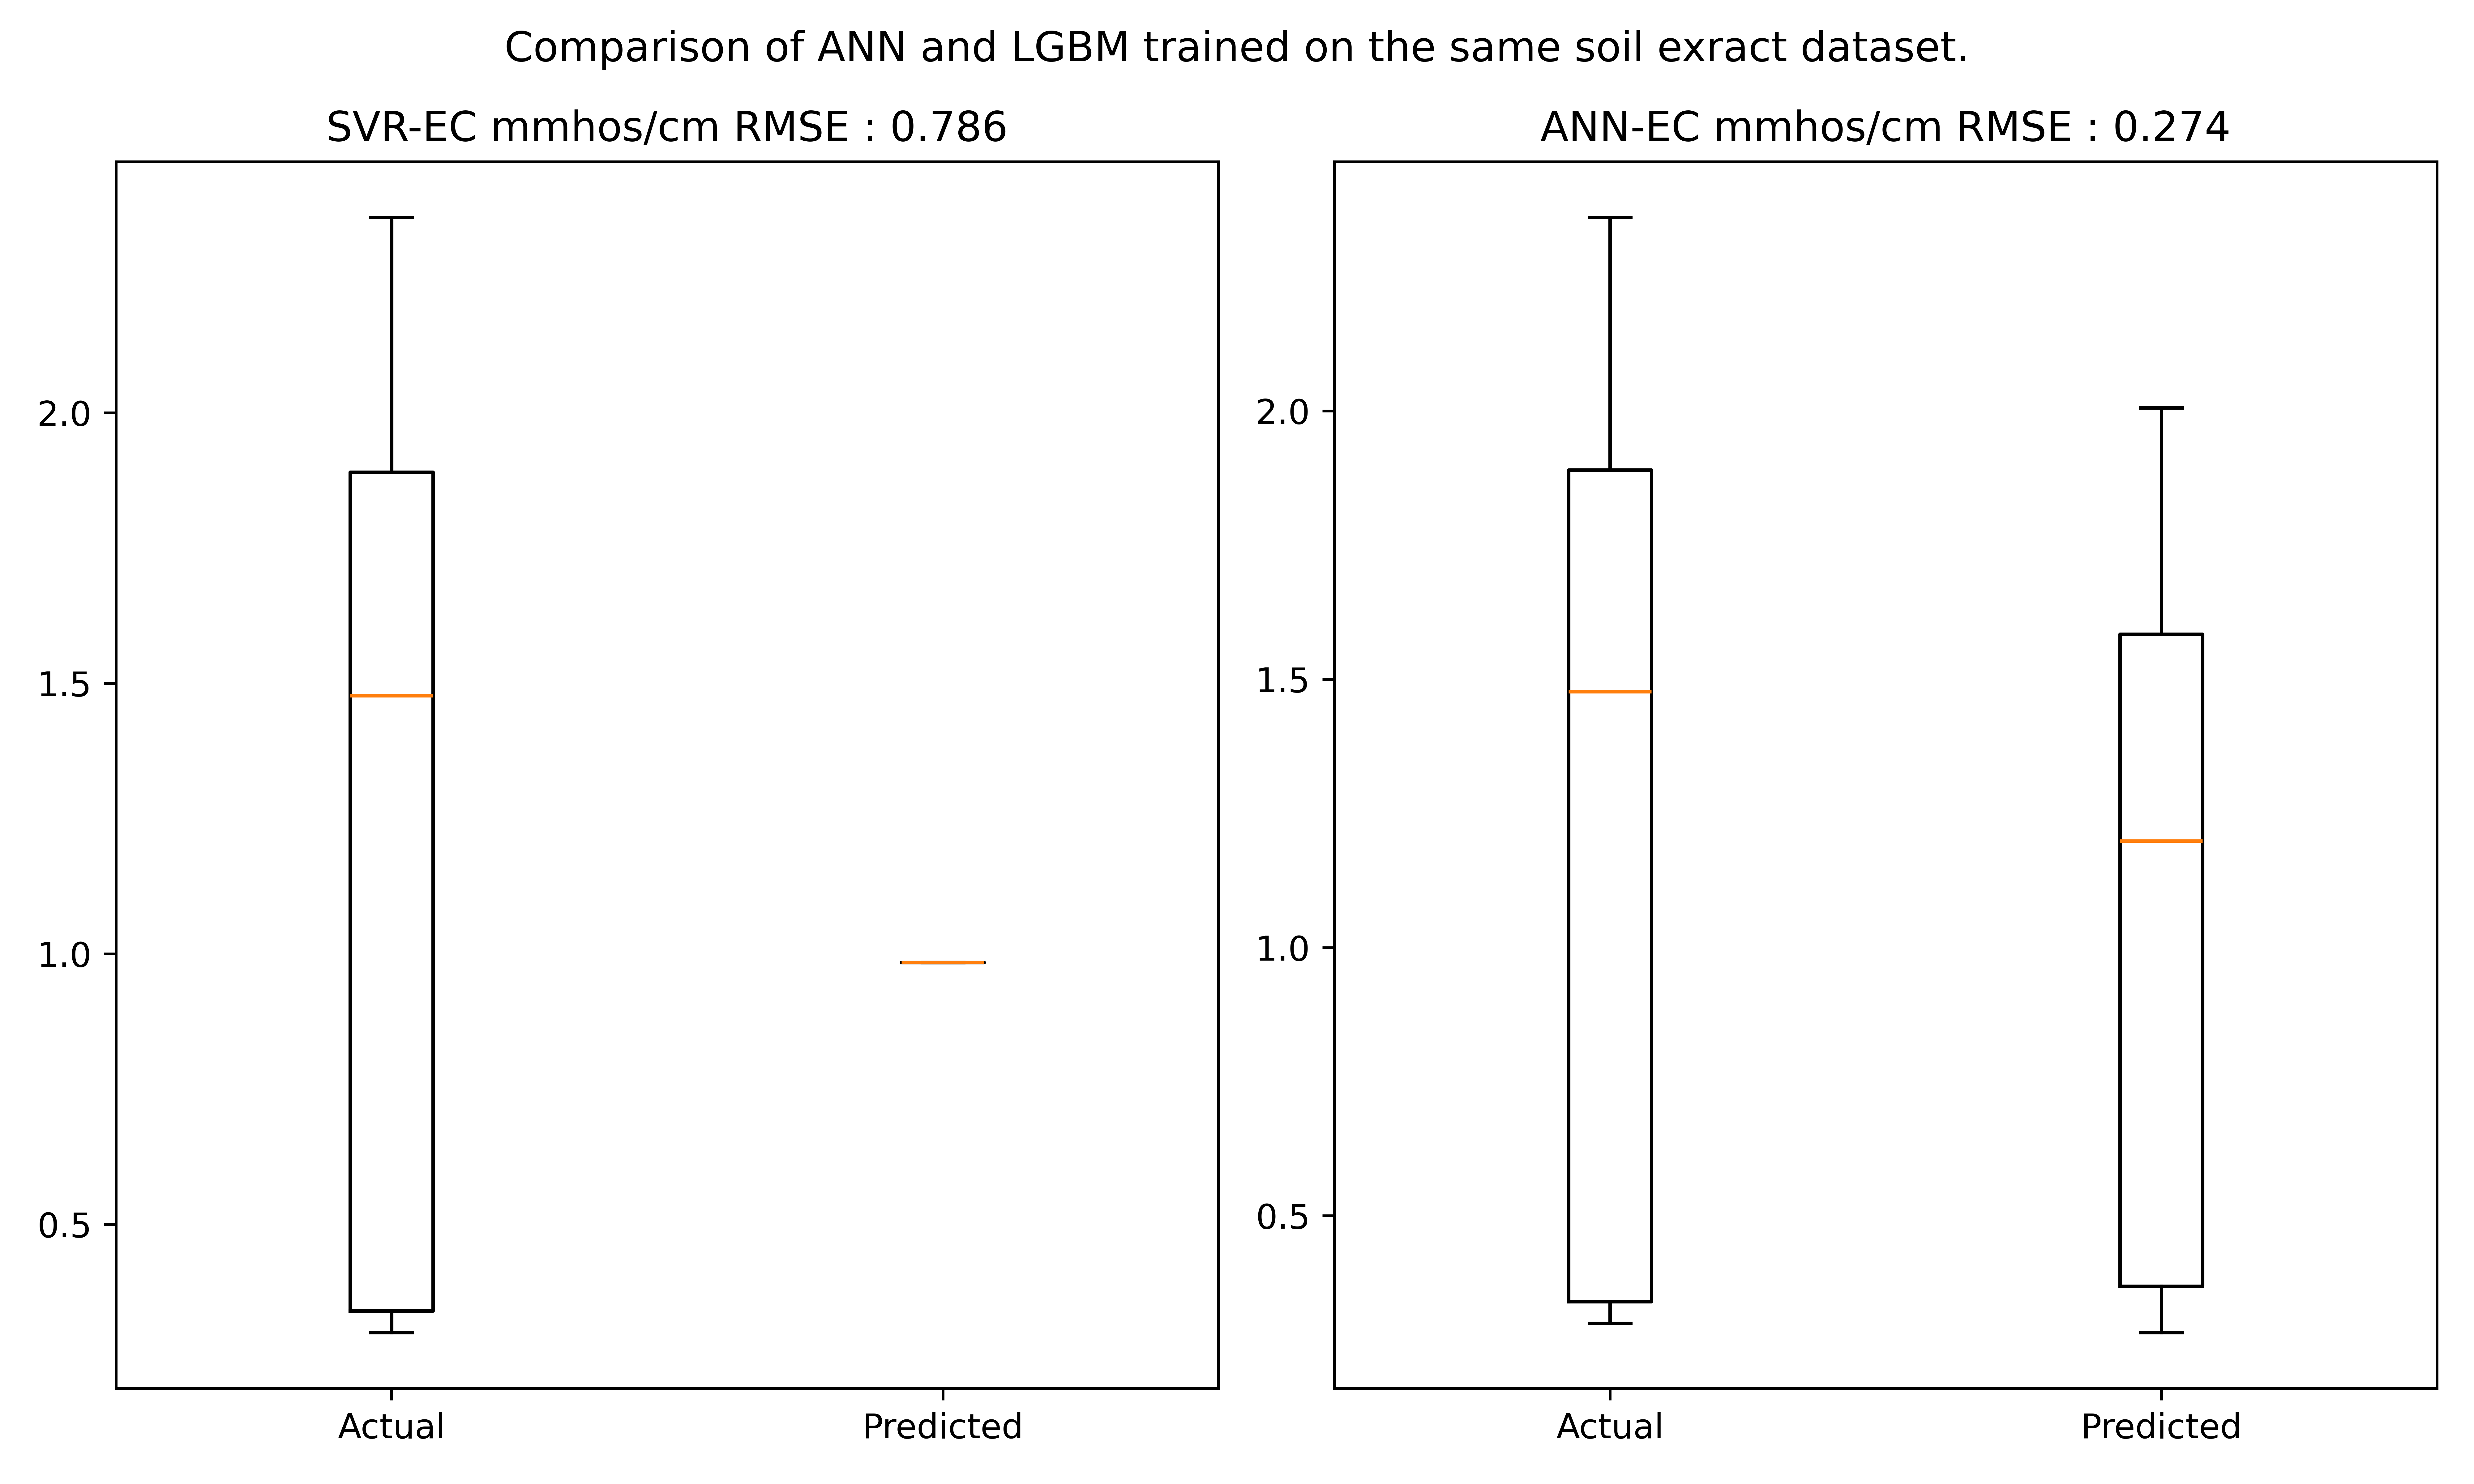 Comparison of ANN and LGBM trained on the same soil exract dataset.
SVR-EC mmhos/cm RMSE : 0.786
2.0
1.5
1.0
0.5
Actual Predicted
ANN-EC mmhos/cm RMSE : 0.274
2.0
1.5
1.0
0.5
Actual Predicted